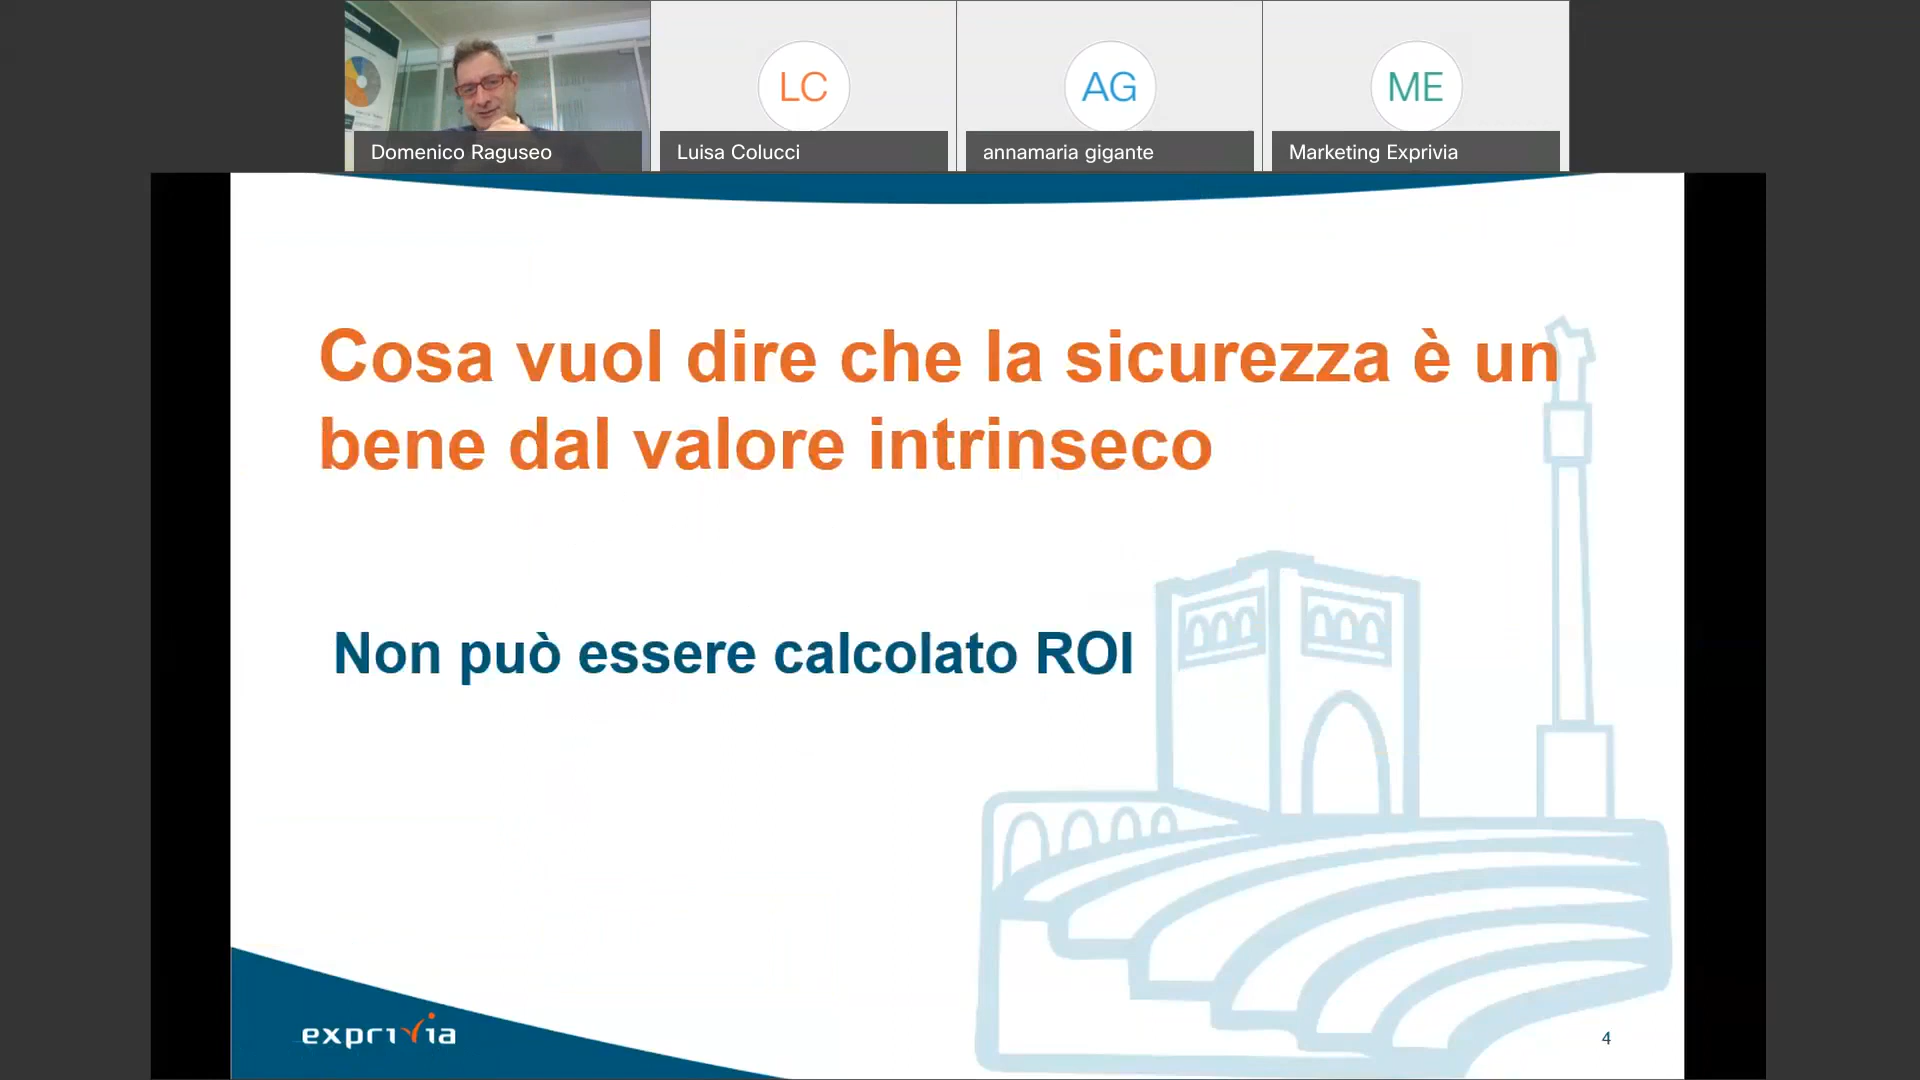 LC
AG
ME
Domenico Raguseo
Luisa Colucci
annamaria gigante
Marketing Exprivia
Cosa vuol dire che la sicurezza è un
bene dal valore intrinseco
Non può essere calcolato ROI
exprivia
4